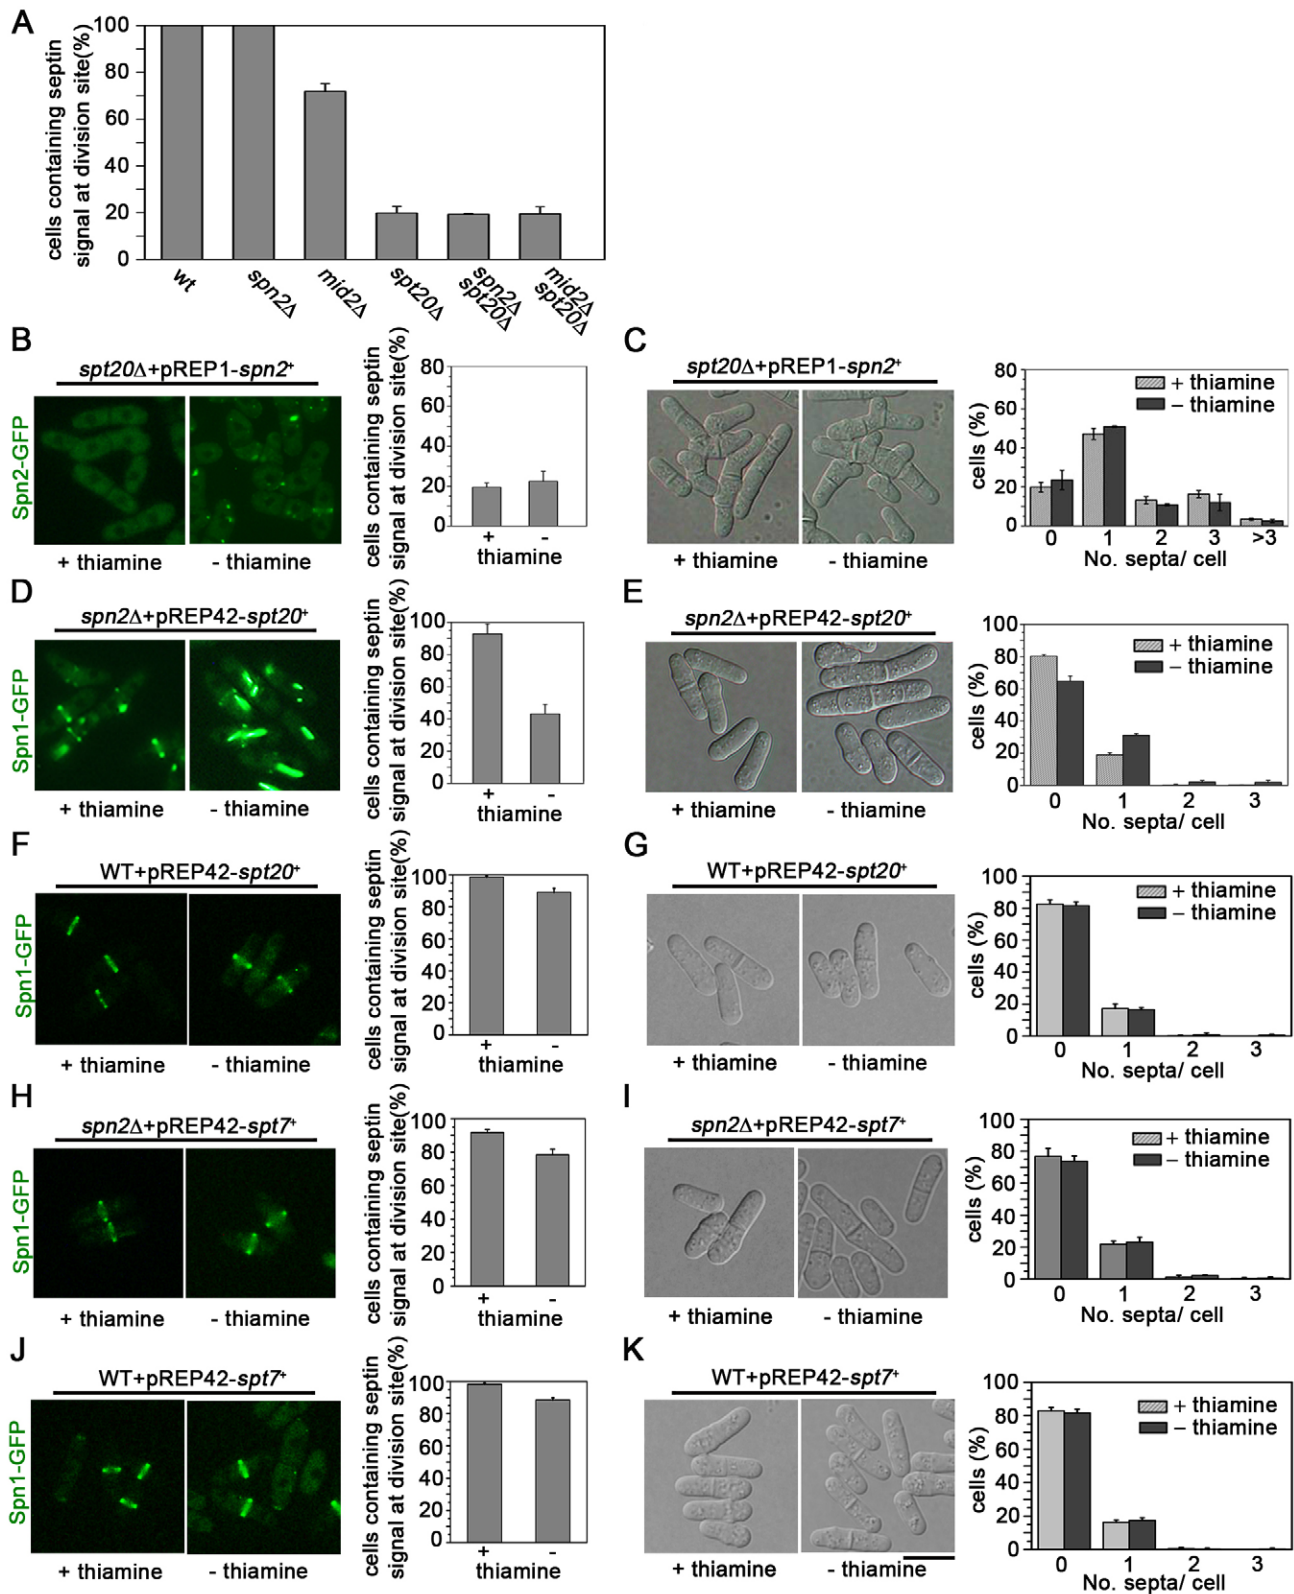 A
cells containing septin
signal at division site(%)
100
80
60
40
20
0
wt
spn2Δ
mid2Δ
spt20Δ
spn2Δ
spt20Δ
mid2Δ
spt20Δ
B
spt20Δ+pREP1-spn2+
Spn2-GFP
+ thiamine
- thiamine
cells containing septin
signal at division site(%)
80
60
40
20
0
+ -
thiamine
C
spt20Δ+pREP1-spn2+
+ thiamine
- thiamine
cells (%)
80
60
40
20
0
+ thiamine
– thiamine
0 1 2 3 >3
No. septa/ cell
D
spn2Δ+pREP42-spt20+
Spn1-GFP
+ thiamine
- thiamine
cells containing septin
signal at division site(%)
100
80
60
40
20
0
+ -
thiamine
E
spn2Δ+pREP42-spt20+
+ thiamine
- thiamine
cells (%)
100
80
60
40
20
0
+ thiamine
– thiamine
0 1 2 3
No. septa/ cell
F
WT+pREP42-spt20+
Spn1-GFP
+ thiamine
- thiamine
cells containing septin
signal at division site(%)
100
80
60
40
20
0
+ -
thiamine
G
WT+pREP42-spt20+
+ thiamine
- thiamine
cells (%)
100
80
60
40
20
0
+ thiamine
– thiamine
0 1 2 3
No. septa/ cell
H
spn2Δ+pREP42-spt7+
Spn1-GFP
+ thiamine
- thiamine
cells containing septin
signal at division site(%)
100
80
60
40
20
0
+ -
thiamine
I
spn2Δ+pREP42-spt7+
+ thiamine
- thiamine
cells (%)
100
80
60
40
20
0
+ thiamine
– thiamine
0 1 2 3
No. septa/ cell
J
WT+pREP42-spt7+
Spn1-GFP
+ thiamine
- thiamine
cells containing septin
signal at division site(%)
100
80
60
40
20
0
+ -
thiamine
K
WT+pREP42-spt7+
+ thiamine
- thiamine
cells (%)
100
80
60
40
20
0
+ thiamine
– thiamine
0 1 2 3
No. septa/ cell